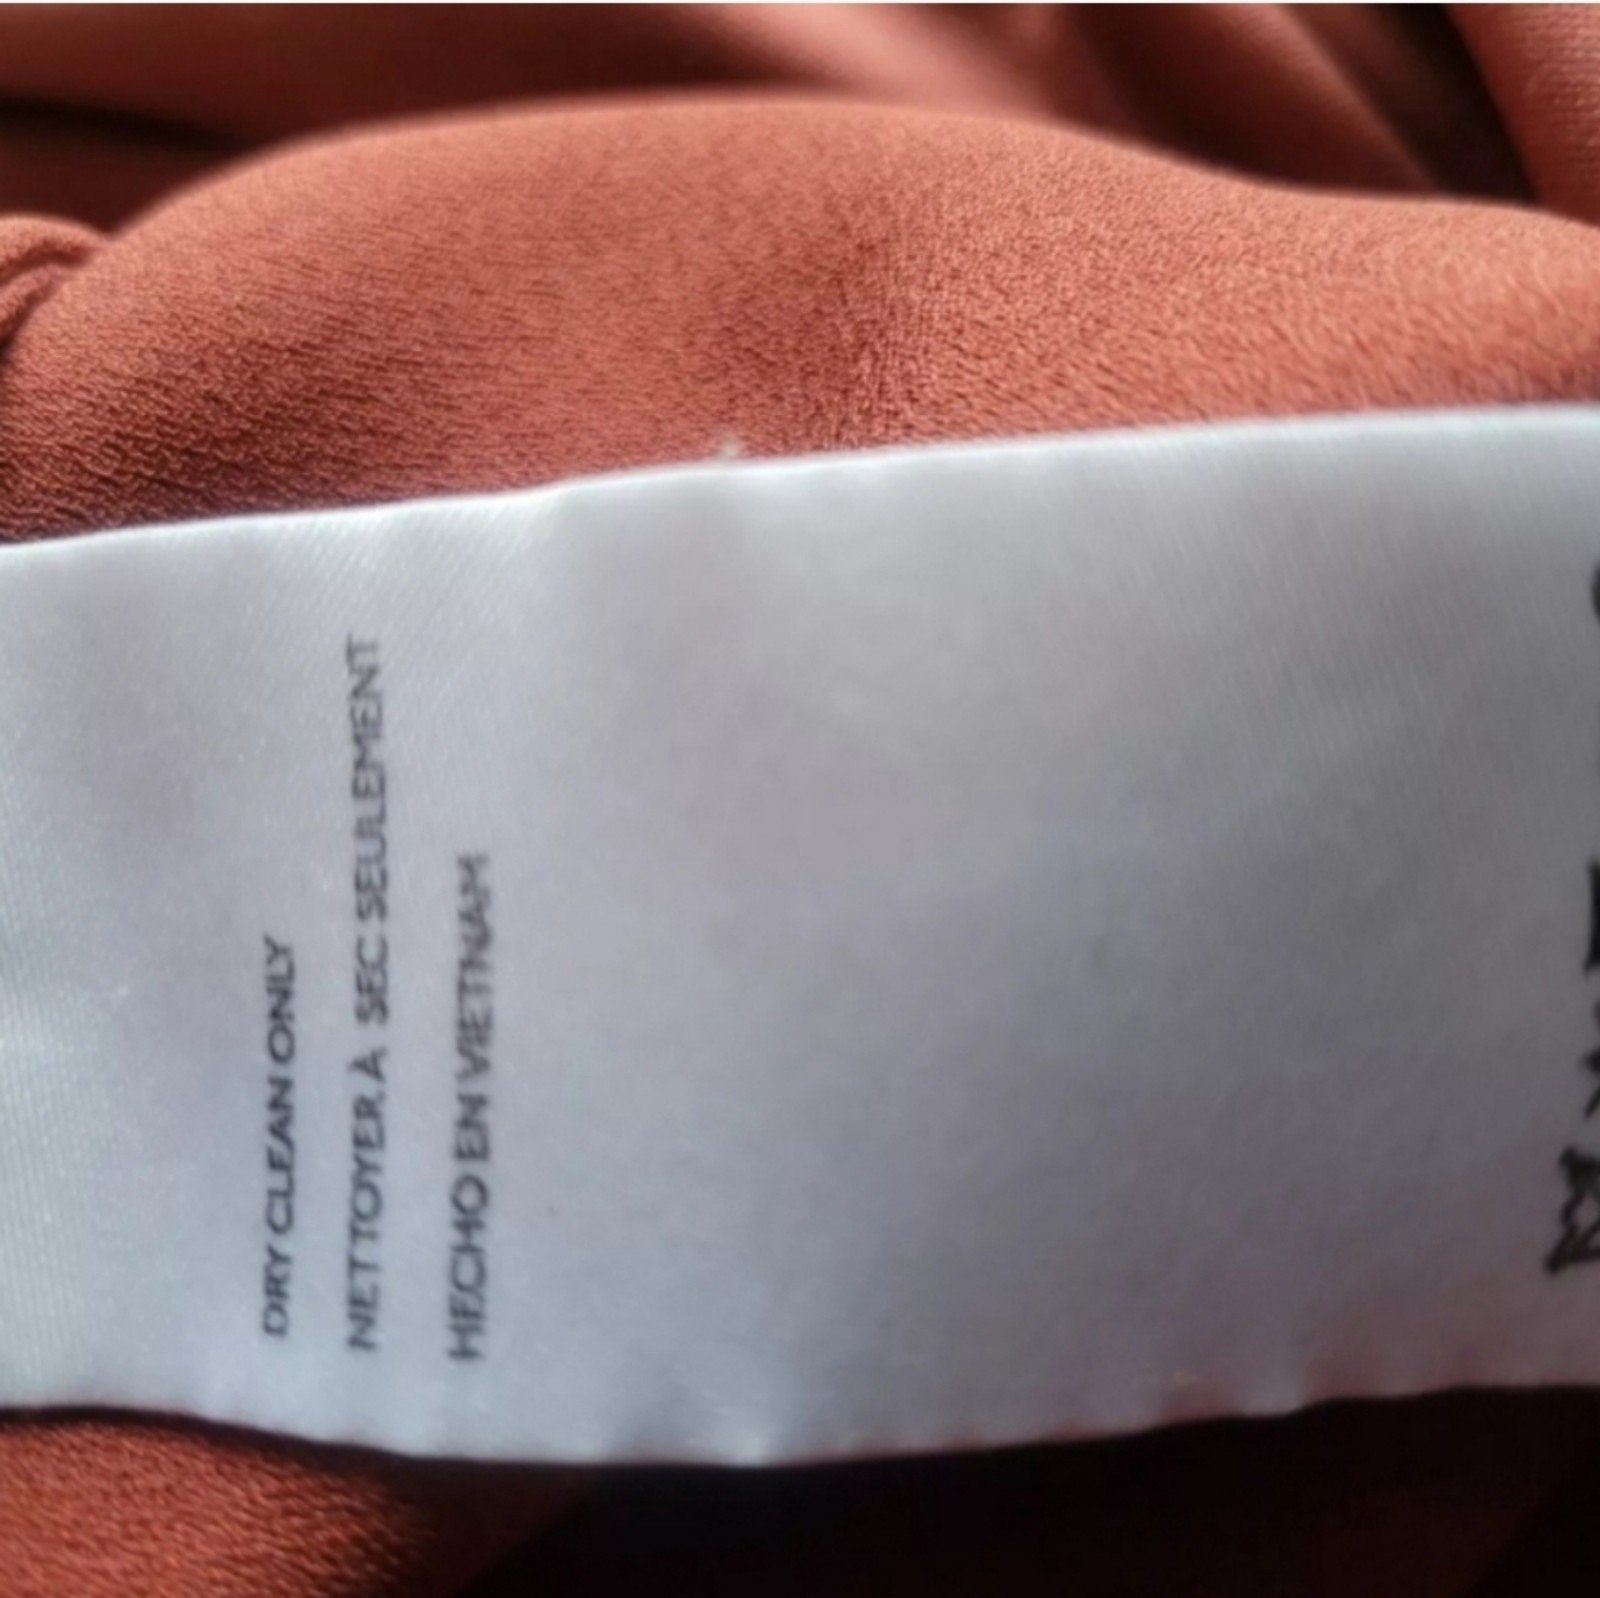 DRY CLEAN ONLY
NETTOYER À SEC SEULEMENT
HECHO EN VIETNAM